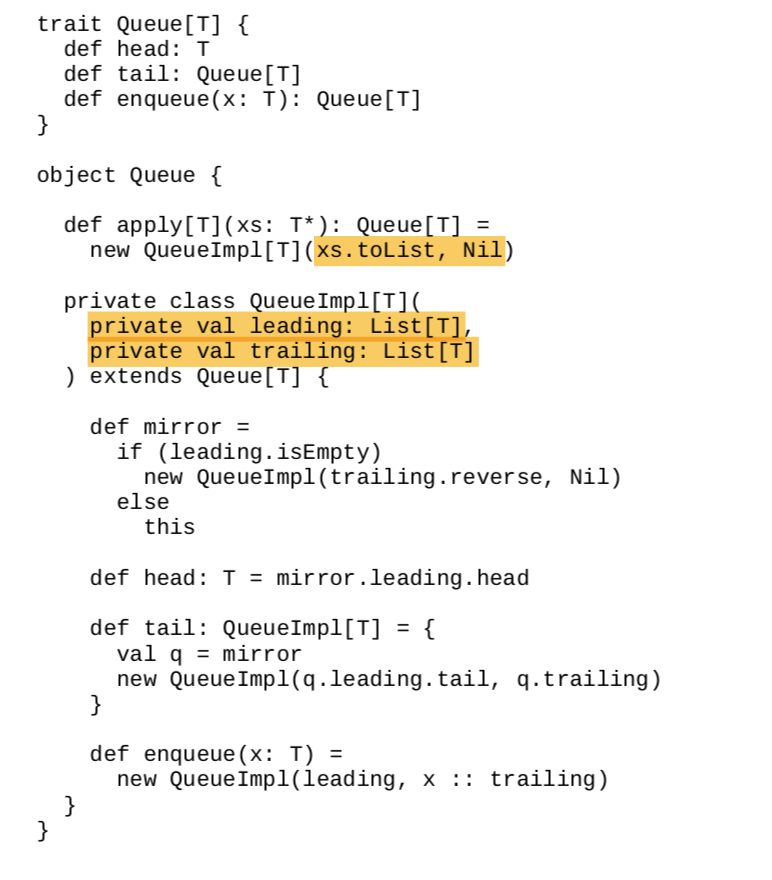 trait Queue[T] {
  def head: T
  def tail: Queue[T]
  def enqueue(x: T): Queue[T]
}

object Queue {

  def apply[T](xs: T*): Queue[T] =
    new QueueImpl[T](xs.toList, Nil)

  private class QueueImpl[T](
    private val leading: List[T],
    private val trailing: List[T]
  ) extends Queue[T] {

    def mirror =
      if (leading.isEmpty)
        new QueueImpl(trailing.reverse, Nil)
      else
        this

    def head: T = mirror.leading.head

    def tail: QueueImpl[T] = {
      val q = mirror
      new QueueImpl(q.leading.tail, q.trailing)
    }

    def enqueue(x: T) =
      new QueueImpl(leading, x :: trailing)
  }
}